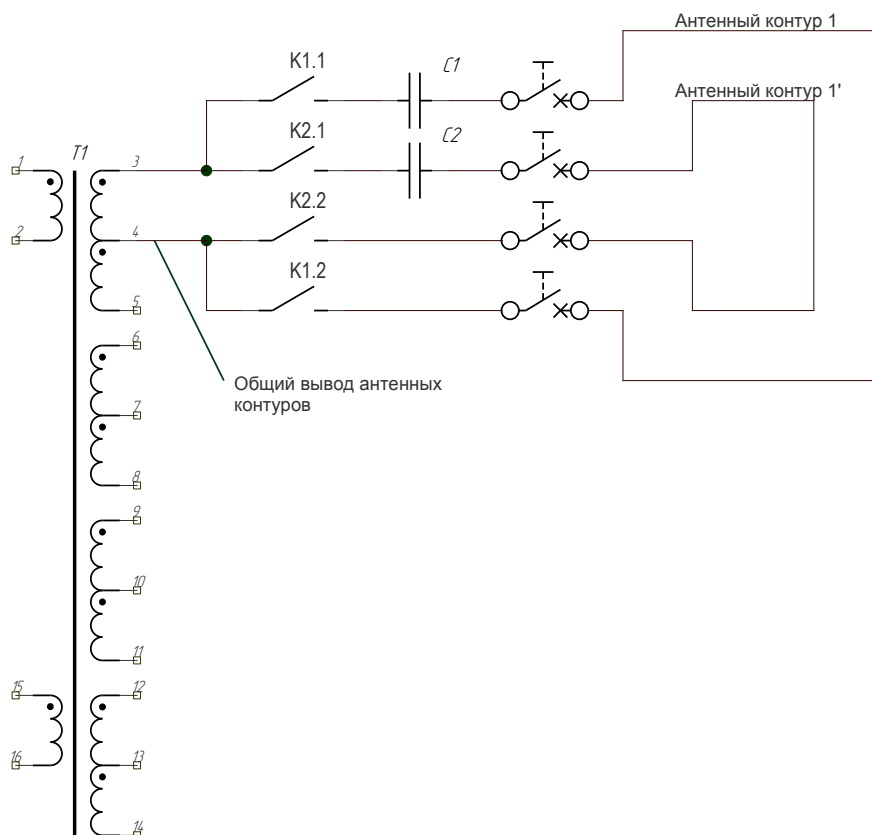 Антенный контур 1
K1.1
C1
Антенный контур 1'
K2.1
C2
T1
1
3
K2.2
2
4
K1.2
5
6
Общий вывод антенных
контуров
7
8
9
10
11
15
12
16
13
14